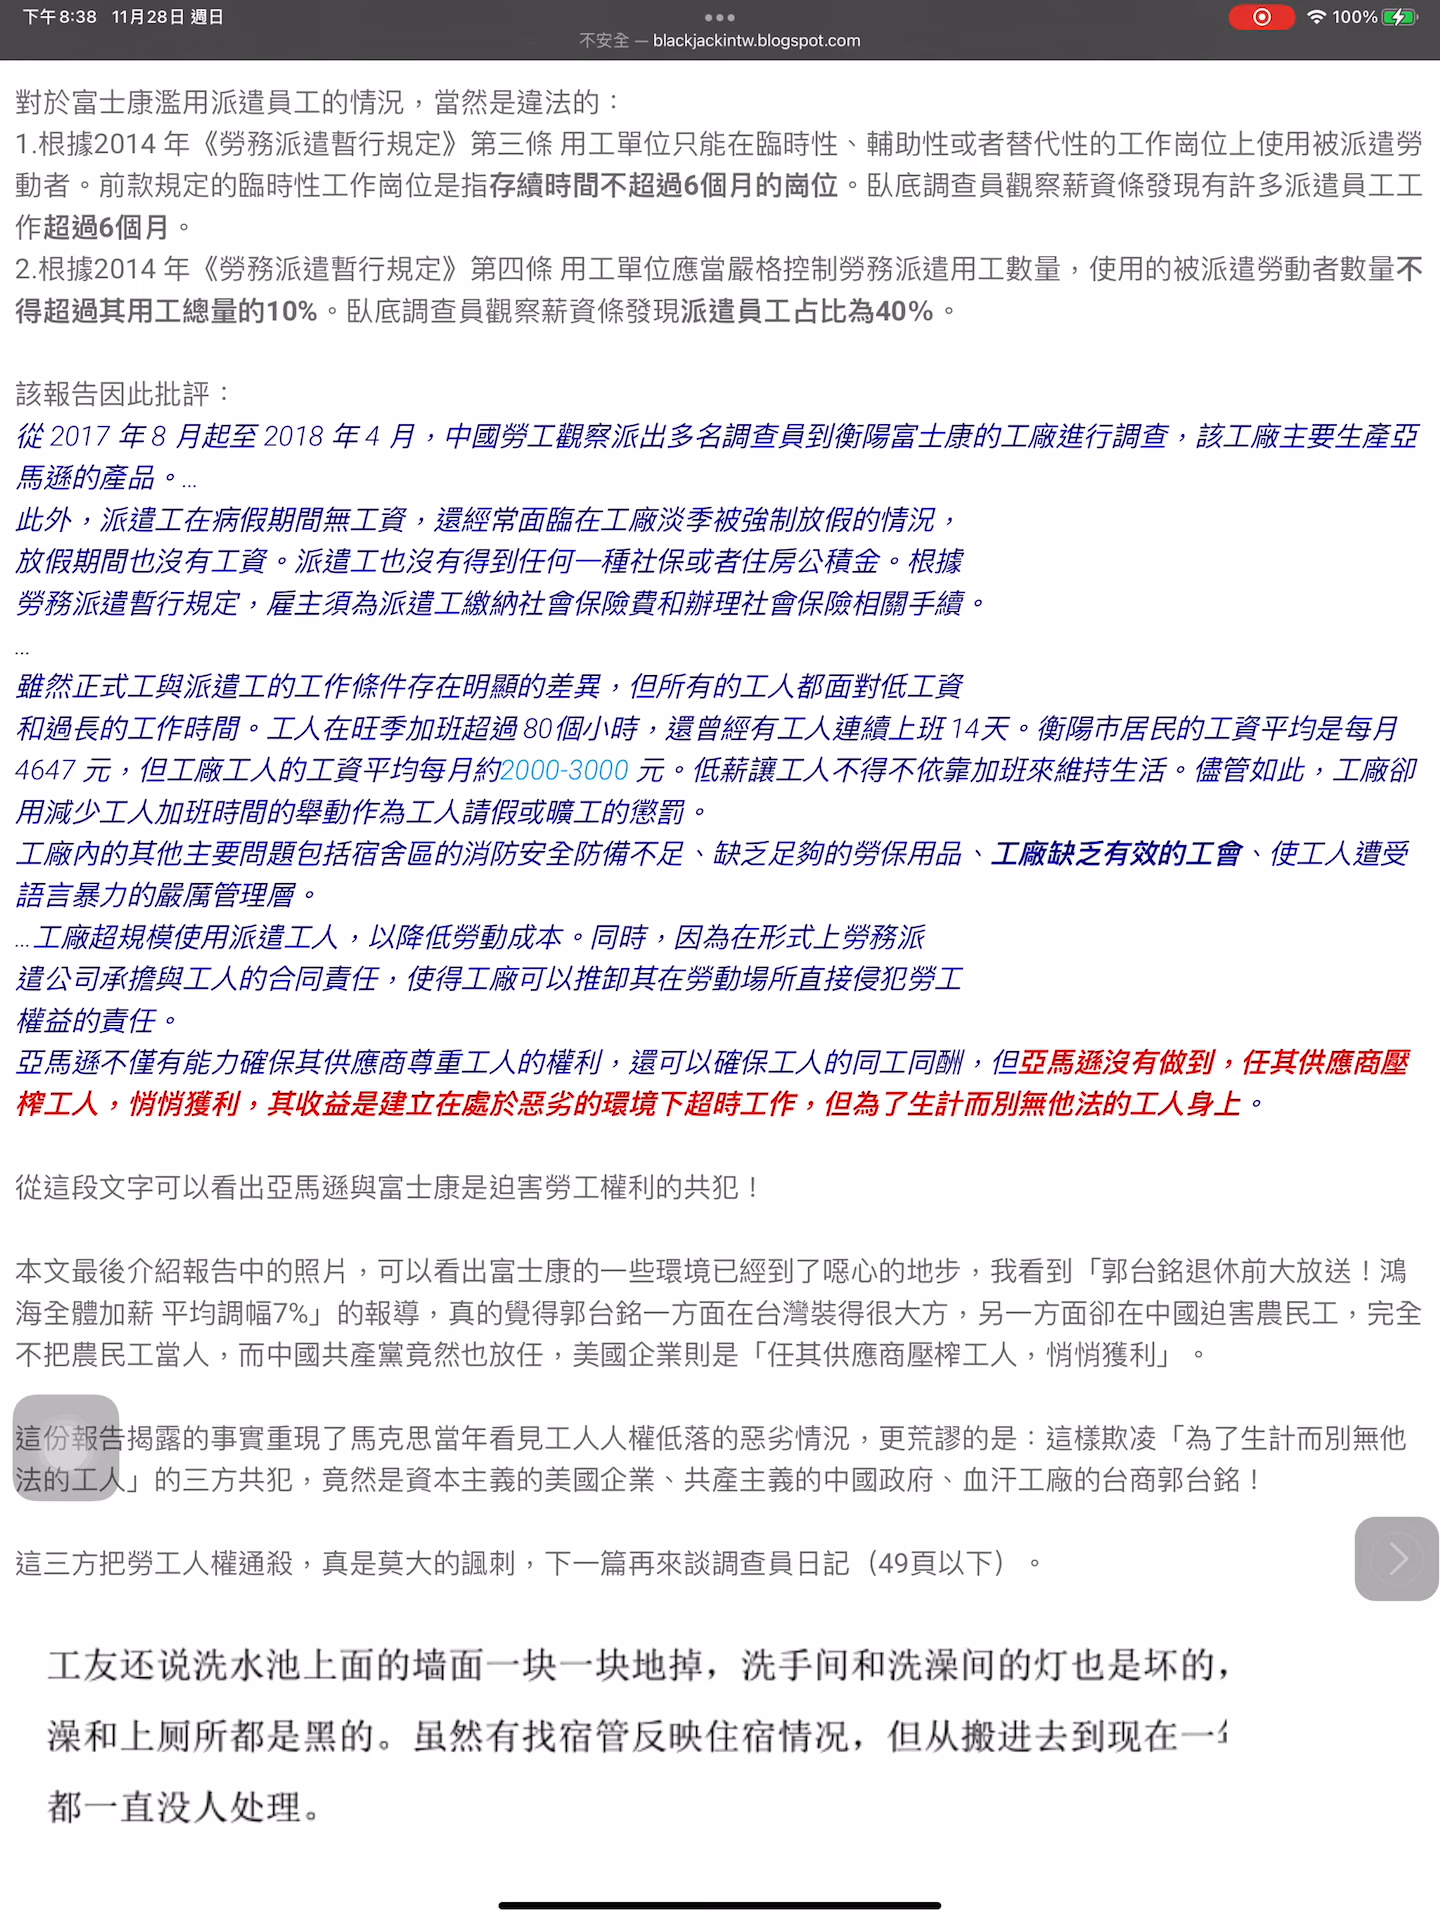 下午8:38 11月28日 週日
100%
不安全 — blackjackintw.blogspot.com
對於富士康濫用派遣員工的情況，當然是違法的：
1.根據2014 年《勞務派遣暫行規定》第三條 用工單位只能在臨時性、輔助性或者替代性的工作崗位上使用被派遣勞
動者。前款規定的臨時性工作崗位是指存續時間不超過6個月的崗位。臥底調查員觀察薪資條發現有許多派遣員工工
作超過6個月。
2.根據2014 年《勞務派遣暫行規定》第四條 用工單位應當嚴格控制勞務派遣用工數量，使用的被派遣勞動者數量不
得超過其用工總量的10%。臥底調查員觀察薪資條發現派遣員工占比為40%。
該報告因此批評：
從 2017 年 8 月起至 2018 年 4 月，中國勞工觀察派出多名調查員到衡陽富士康的工廠進行調查，該工廠主要生產亞
馬遜的產品。...
此外，派遣工在病假期間無工資，還經常面臨在工廠淡季被強制放假的情況，
放假期間也沒有工資。派遣工也沒有得到任何一種社保或者住房公積金。根據
勞務派遣暫行規定，雇主須為派遣工繳納社會保險費和辦理社會保險相關手續。
...
雖然正式工與派遣工的工作條件存在明顯的差異，但所有的工人都面對低工資
和過長的工作時間。工人在旺季加班超過 80個小時，還曾經有工人連續上班 14天。衡陽市居民的工資平均是每月
4647 元，但工廠工人的工資平均每月約2000-3000 元。低薪讓工人不得不依靠加班來維持生活。儘管如此，工廠卻
用減少工人加班時間的舉動作為工人請假或曠工的懲罰。
工廠內的其他主要問題包括宿舍區的消防安全防備不足、缺乏足夠的勞保用品、工廠缺乏有效的工會、使工人遭受
語言暴力的嚴厲管理層。
...工廠超規模使用派遣工人，以降低勞動成本。同時，因為在形式上勞務派
遣公司承擔與工人的合同責任，使得工廠可以推卸其在勞動場所直接侵犯勞工
權益的責任。
亞馬遜不僅有能力確保其供應商尊重工人的權利，還可以確保工人的同工同酬，但亞馬遜沒有做到，任其供應商壓
榨工人，悄悄獲利，其收益是建立在處於惡劣的環境下超時工作，但為了生計而別無他法的工人身上。
從這段文字可以看出亞馬遜與富士康是迫害勞工權利的共犯！
本文最後介紹報告中的照片，可以看出富士康的一些環境已經到了噁心的地步，我看到「郭台銘退休前大放送！鴻
海全體加薪 平均調幅7%」的報導，真的覺得郭台銘一方面在台灣裝得很大方，另一方面卻在中國迫害農民工，完全
不把農民工當人，而中國共產黨竟然也放任，美國企業則是「任其供應商壓榨工人，悄悄獲利」。
這份報告揭露的事實重現了馬克思當年看見工人人權低落的惡劣情況，更荒謬的是：這樣欺凌「為了生計而別無他
法的工人」的三方共犯，竟然是資本主義的美國企業、共產主義的中國政府、血汗工廠的台商郭台銘！
這三方把勞工人權通殺，真是莫大的諷刺，下一篇再來談調查員日記（49頁以下）。
工友还说洗水池上面的墙面一块一块地掉，洗手间和洗澡间的灯也是坏的，
澡和上厕所都是黑的。虽然有找宿管反映住宿情况，但从搬进去到现在一
都一直没人处理。